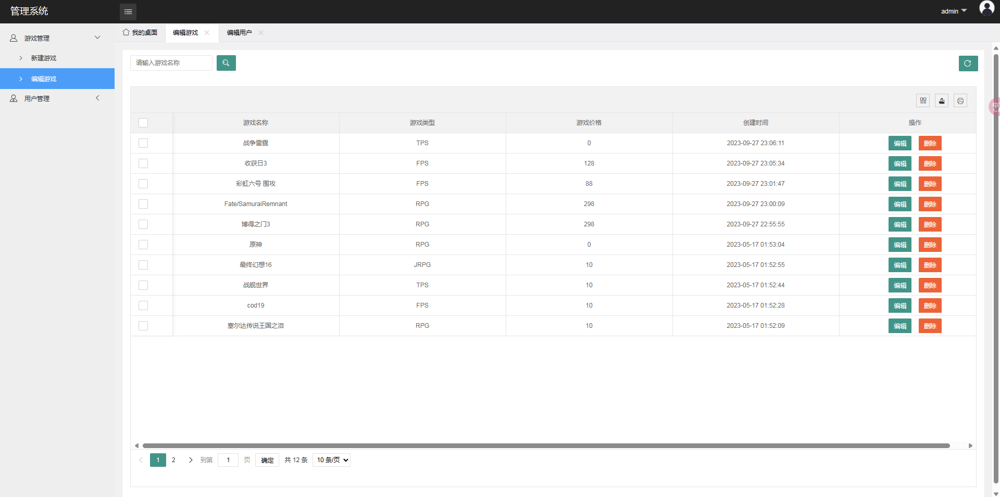 管理系统
admin
游戏管理
新建游戏
编辑游戏
用户管理
我的桌面 编辑游戏 编辑用户
请输入游戏名称
游戏名称 游戏类型 游戏价格 创建时间 操作
战争雷霆 TPS 0 2023-09-27 23:06:11 编辑 删除
收获日3 FPS 128 2023-09-27 23:05:34 编辑 删除
彩虹六号 围攻 FPS 88 2023-09-27 23:01:47 编辑 删除
Fate/SamuraiRemnant RPG 298 2023-09-27 23:00:09 编辑 删除
博得之门3 RPG 298 2023-09-27 22:55:55 编辑 删除
原神 RPG 0 2023-05-17 01:53:04 编辑 删除
最终幻想16 JRPG 10 2023-05-17 01:52:55 编辑 删除
战舰世界 TPS 10 2023-05-17 01:52:44 编辑 删除
cod19 FPS 10 2023-05-17 01:52:28 编辑 删除
塞尔达传说王国之泪 RPG 10 2023-05-17 01:52:09 编辑 删除
1 2 到第 1 页 确定 共 12 条 10 条/页
中